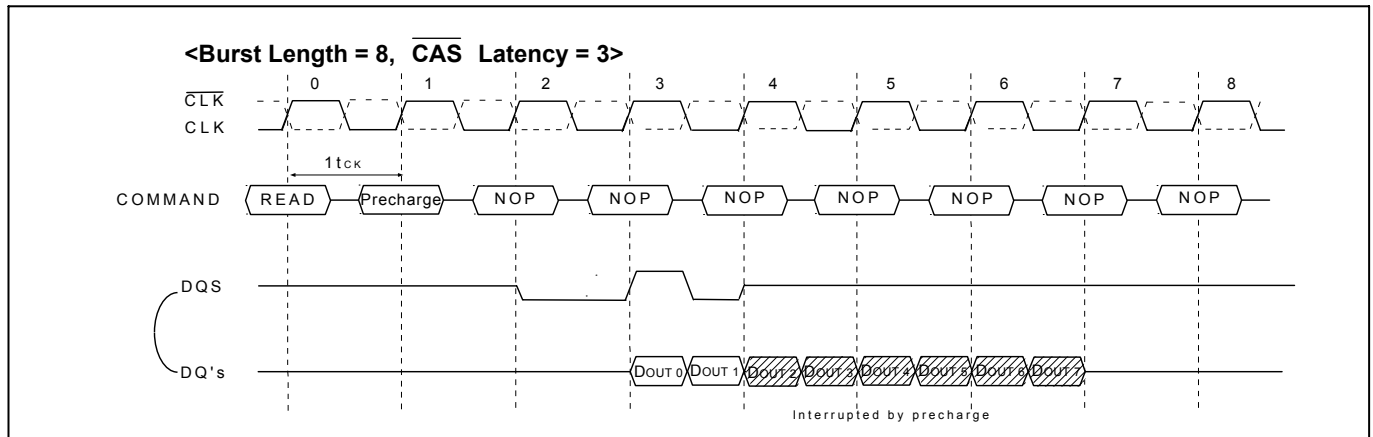 <Burst Length = 8, CAS Latency = 3>
0 1 2 3 4 5 6 7 8
CLK
CLK
1tCK
COMMAND READ Precharge NOP NOP NOP NOP NOP NOP NOP
DQS
DQ's DOUT 0 DOUT 1 DOUT 2 DOUT 3 DOUT 4 DOUT 5 DOUT 6 DOUT 7
Interrupted by precharge